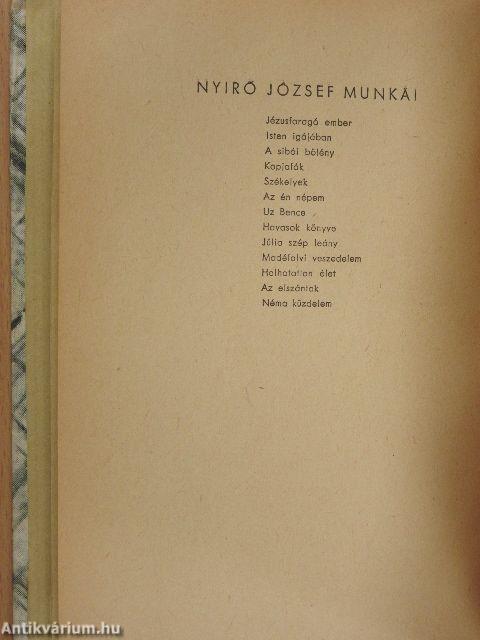 NYIRŐ JÓZSEF MUNKÁI
Jézusfaragó ember
Isten igájában
A sibói bölény
Kopjafák
Székelyek
Az én népem
Uz Bence
Havasok könyve
Júlia szép leány
Madéfalvi veszedelem
Halhatatlan élet
Az elszántak
Néma küzdelem
Antikvárium.hu